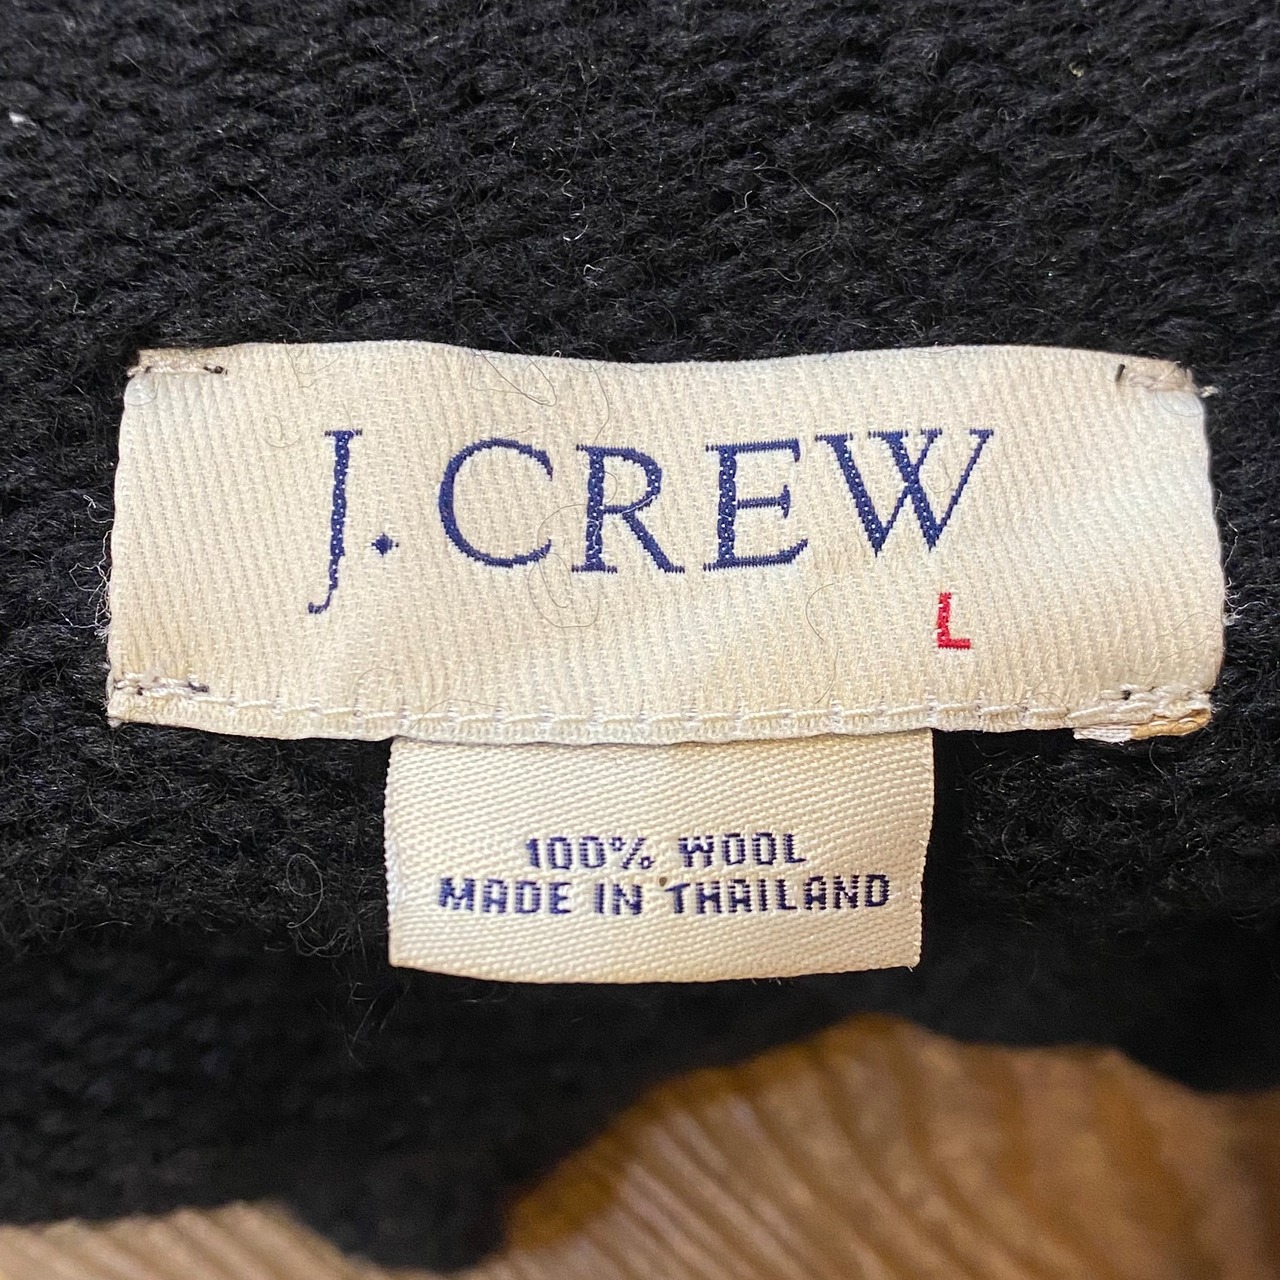 J. CREW
L
100% WOOL
MADE IN THAILAND